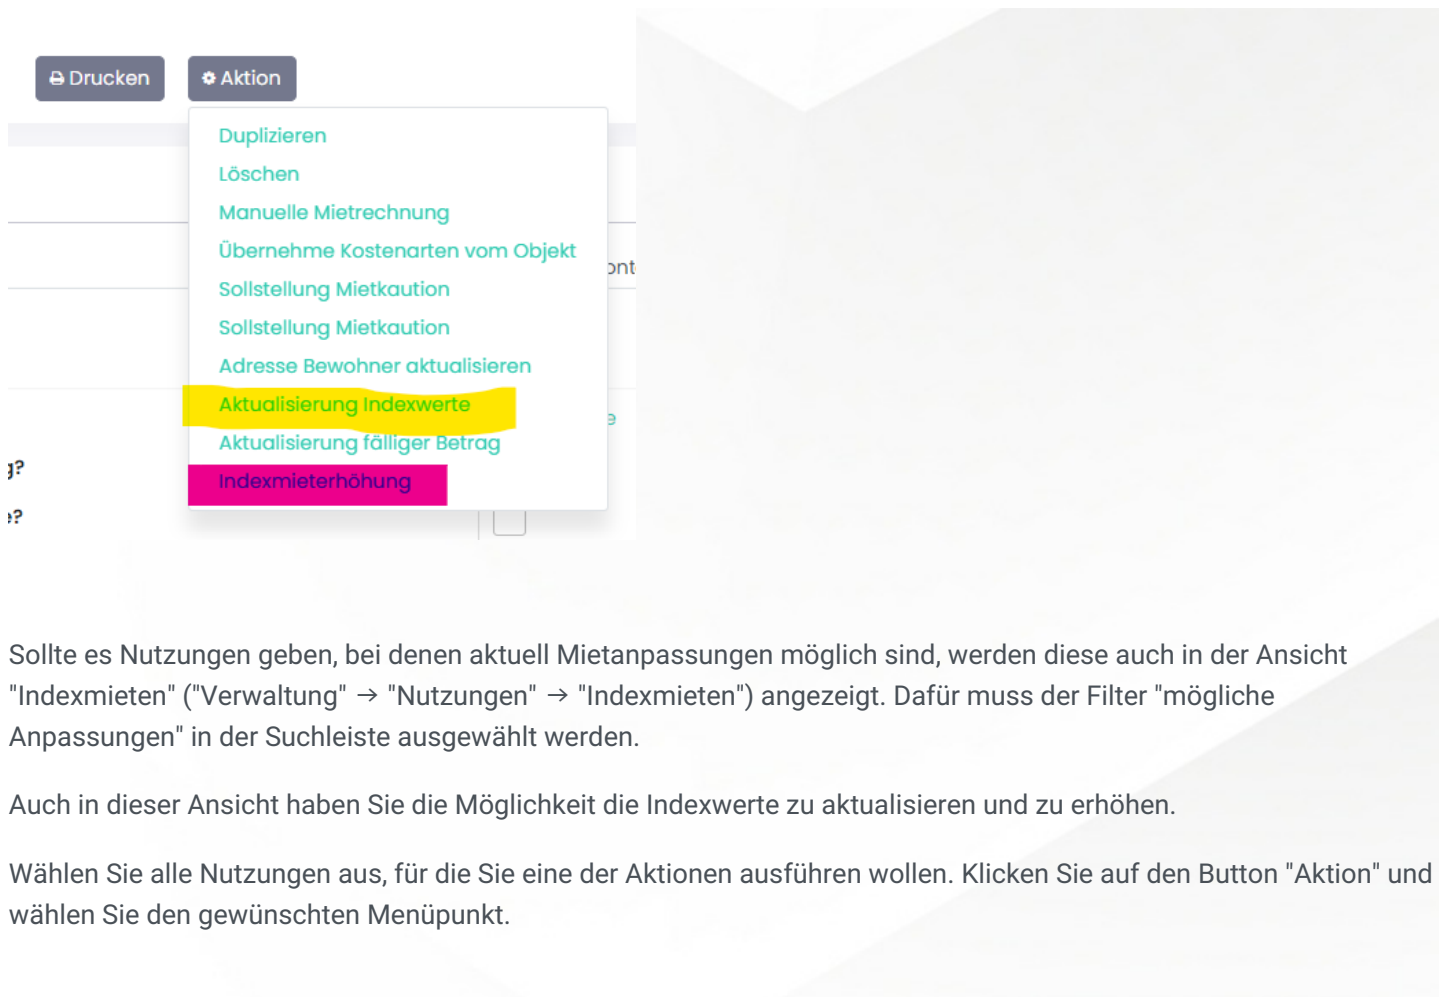 Drucken Aktion
Duplizieren
Löschen
Manuelle Mietrechnung
Übernehme Kostenarten vom Objekt
Sollstellung Mietkaution
Sollstellung Mietkaution
Adresse Bewohner aktualisieren
Aktualisierung Indexwerte
Aktualisierung fälliger Betrag
Indexmieterhöhung
Sollte es Nutzungen geben, bei denen aktuell Mietanpassungen möglich sind, werden diese auch in der Ansicht
"Indexmieten" ("Verwaltung" → "Nutzungen" → "Indexmieten") angezeigt. Dafür muss der Filter "mögliche
Anpassungen" in der Suchleiste ausgewählt werden.
Auch in dieser Ansicht haben Sie die Möglichkeit die Indexwerte zu aktualisieren und zu erhöhen.
Wählen Sie alle Nutzungen aus, für die Sie eine der Aktionen ausführen wollen. Klicken Sie auf den Button "Aktion" und
wählen Sie den gewünschten Menüpunkt.